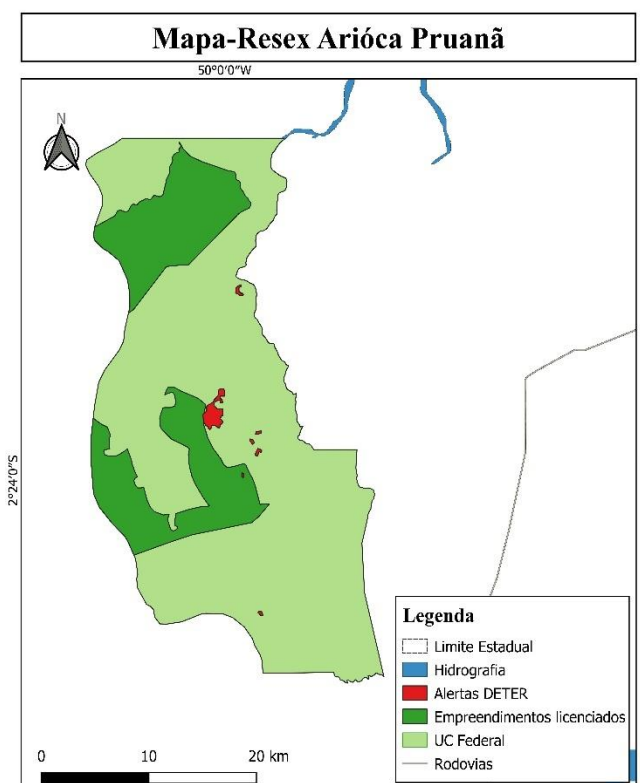 Mapa-Resex Arióca Pruanã
50°0'0"W
N
2°24'0"S
Legenda
Limite Estadual
Hidrografia
Alertas DETER
Empreendimentos licenciados
UC Federal
Rodovias
0 10 20 km